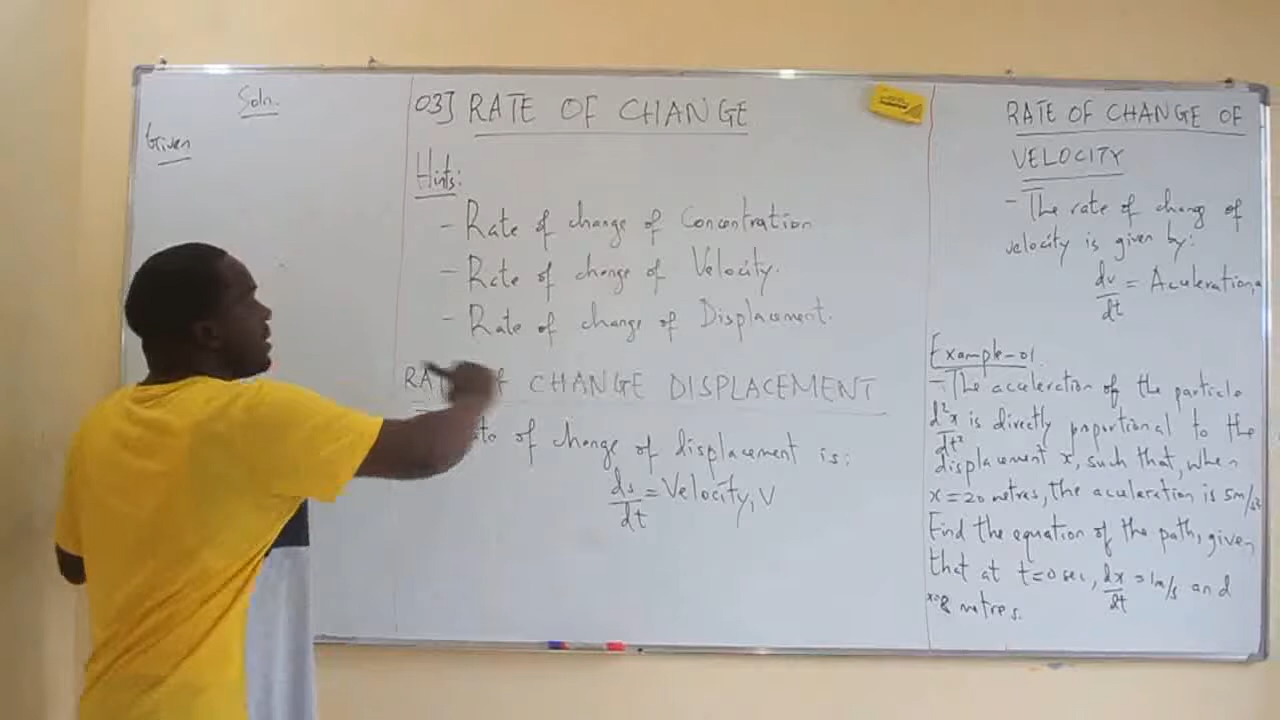 Soln.
Given
03] RATE OF CHANGE
Hints:
- Rate of change of Concentration
- Rate of change of Velocity.
- Rate of change of Displacement.
CHANGE DISPLACEMENT
of change of displacement is:
ds/dt = Velocity, V
RATE OF CHANGE OF
VELOCITY
- The rate of change of
velocity is given by:
dv/dt = Aceleration, a
Example-01.
- The aceleration of the particle
d²x/dt² is directly proportional to the
displacement x, such that, when
x = 20 metres, the aceleration is 5m/s²
Find the equation of the path, given
that at t=0 sec, dx/dt = 1m/s and
x=8 metres.